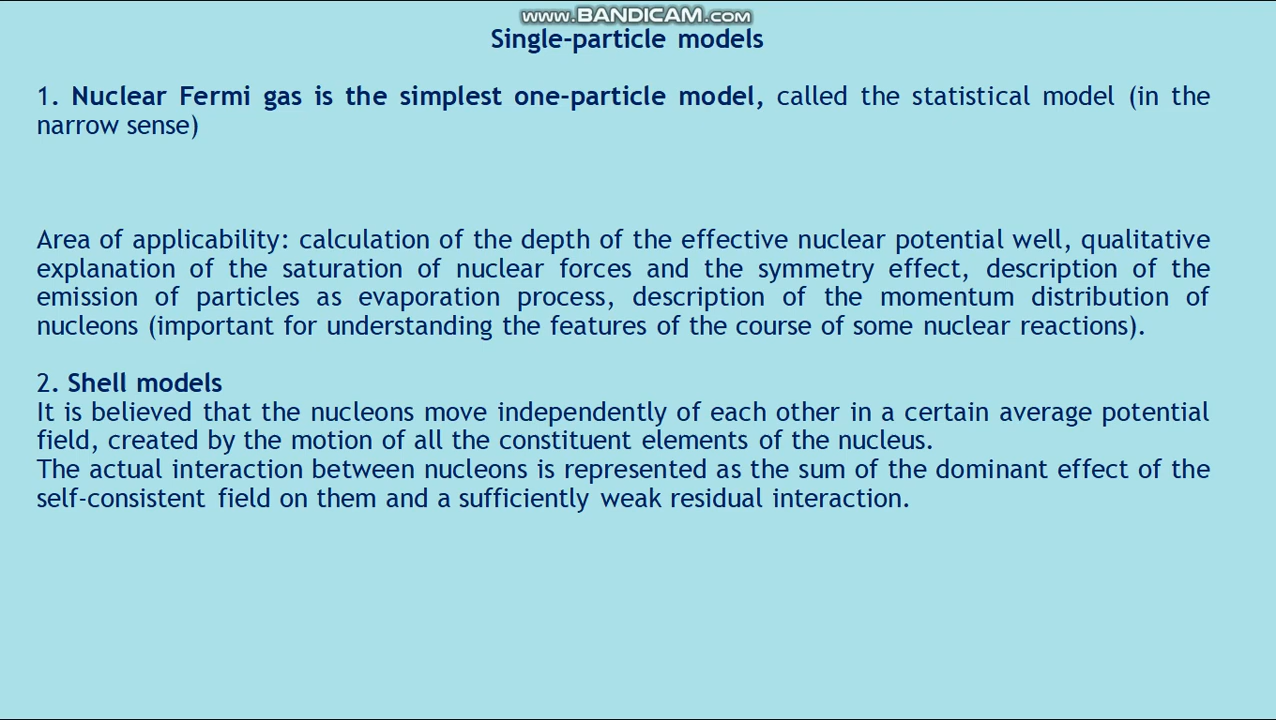 www.BANDICAM.com
Single-particle models
1. Nuclear Fermi gas is the simplest one-particle model, called the statistical model (in the
narrow sense)
Area of applicability: calculation of the depth of the effective nuclear potential well, qualitative
explanation of the saturation of nuclear forces and the symmetry effect, description of the
emission of particles as evaporation process, description of the momentum distribution of
nucleons (important for understanding the features of the course of some nuclear reactions).
2. Shell models
It is believed that the nucleons move independently of each other in a certain average potential
field, created by the motion of all the constituent elements of the nucleus.
The actual interaction between nucleons is represented as the sum of the dominant effect of the
self-consistent field on them and a sufficiently weak residual interaction.